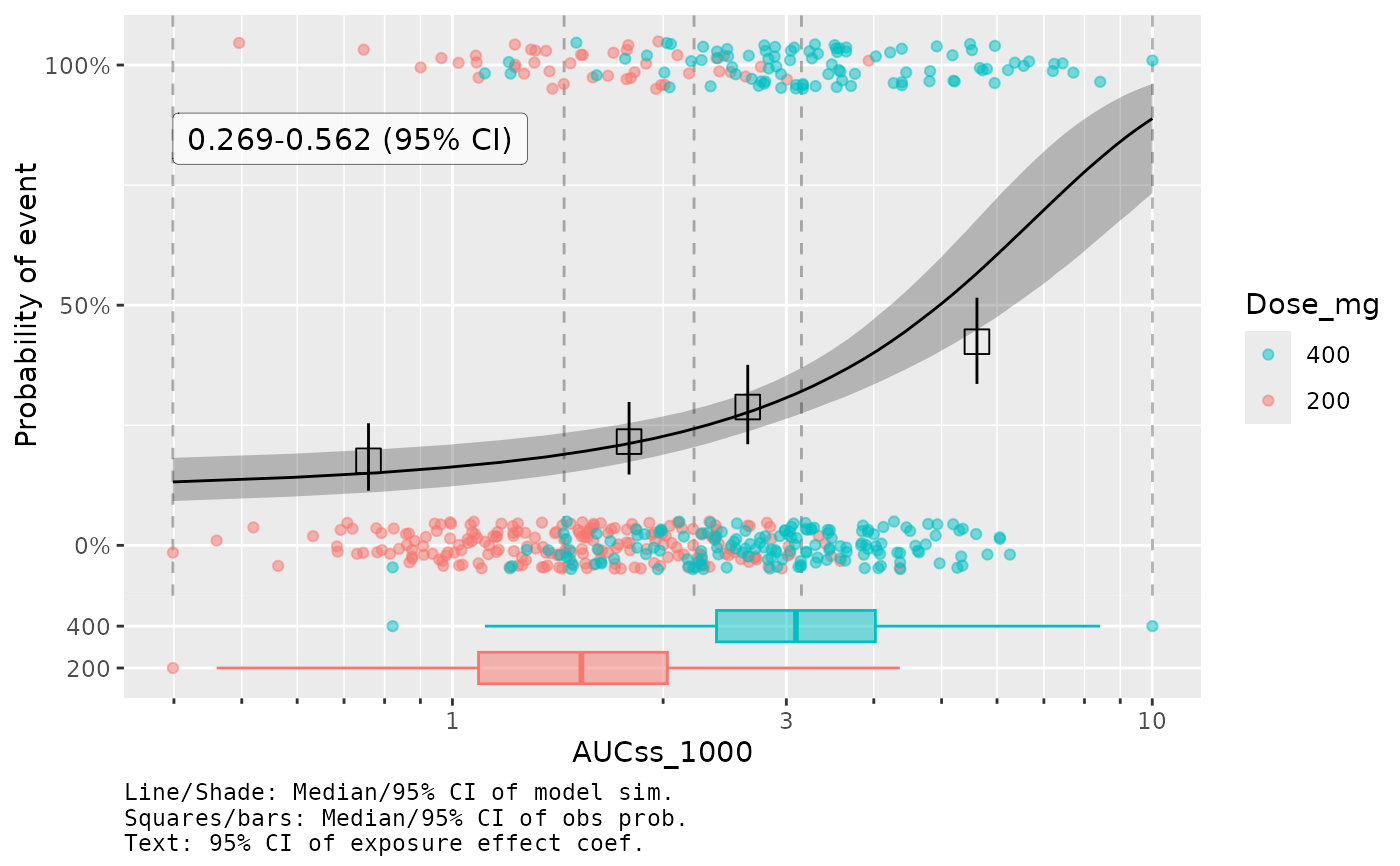 100%
0.269-0.562 (95% CI)
Probability of event
50%
0%
400
200
1
3
10
AUCss_1000
Dose_mg
400
200
Line/Shade: Median/95% CI of model sim.
Squares/bars: Median/95% CI of obs prob.
Text: 95% CI of exposure effect coef.